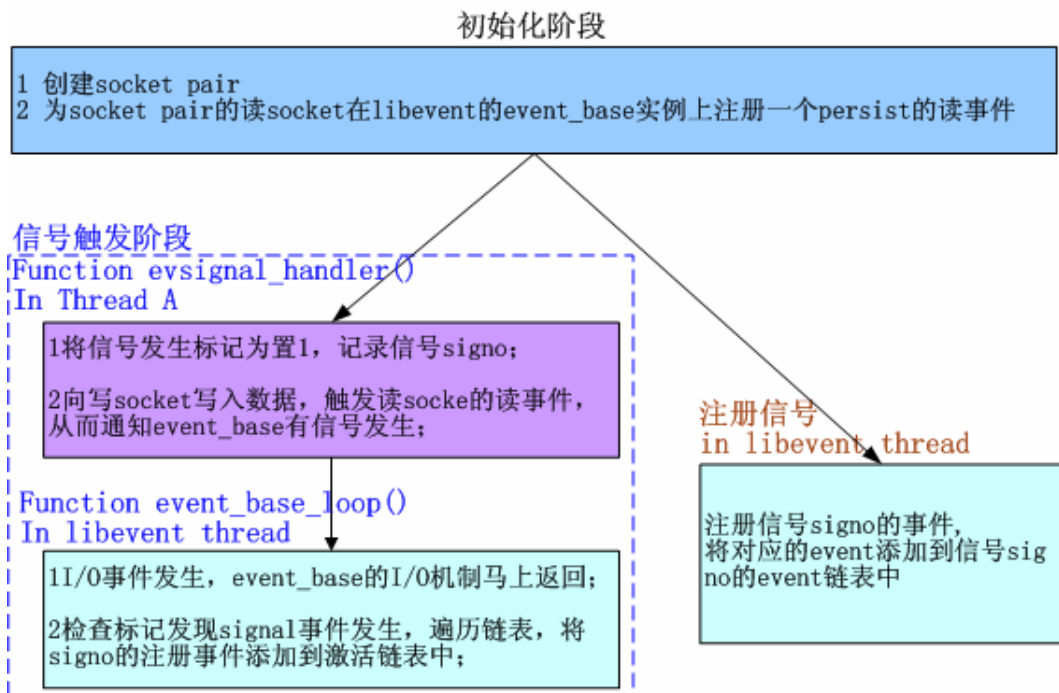 初始化阶段
1 创建socket pair
2 为socket pair的读socket在libevent的event_base实例上注册一个persist的读事件
信号触发阶段
Function evsignal_handler()
In Thread A
1将信号发生标记为置1，记录信号signo；
2向写socket写入数据，触发读socke的读事件，
从而通知event_base有信号发生；
Function event_base_loop()
In libevent thread
1I/O事件发生，event_base的I/O机制马上返回；
2检查标记发现signal事件发生，遍历链表，将
signo的注册事件添加到激活链表中；
注册信号
in libevent thread
注册信号signo的事件,
将对应的event添加到信号sig
no的event链表中